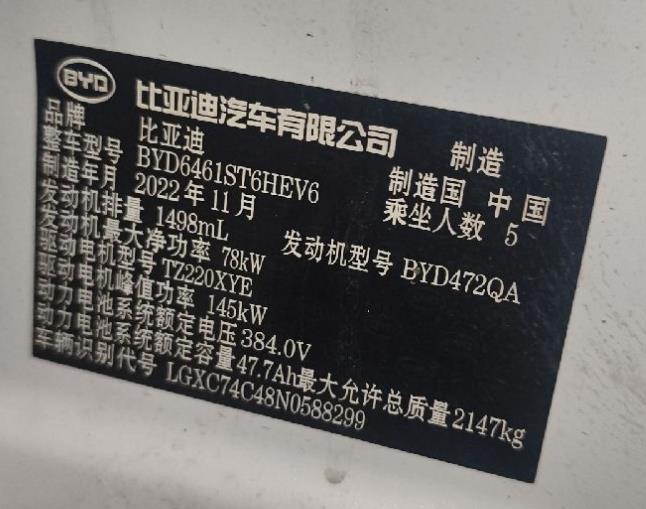 BYD 比亚迪汽车有限公司 制造
品牌 比亚迪 制造国 中国
整车型号 BYD6461ST6HEV6 乘坐人数 5
制造年月 2022年11月
发动机排量 1498mL 发动机型号 BYD472QA
发动机最大净功率 78kW
驱动电机型号 TZ220XYE
驱动电机峰值功率 145kW
动力电池系统额定电压 384.0V
动力电池系统额定容量 47.7Ah 最大允许总质量 2147kg
车辆识别代号 LGXC74C48N0588299